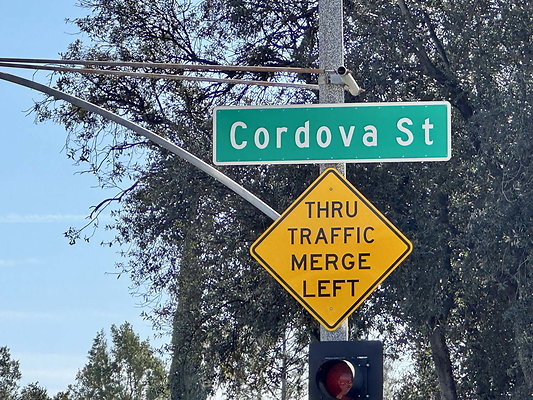 Cordova St
THRU
TRAFFIC
MERGE
LEFT